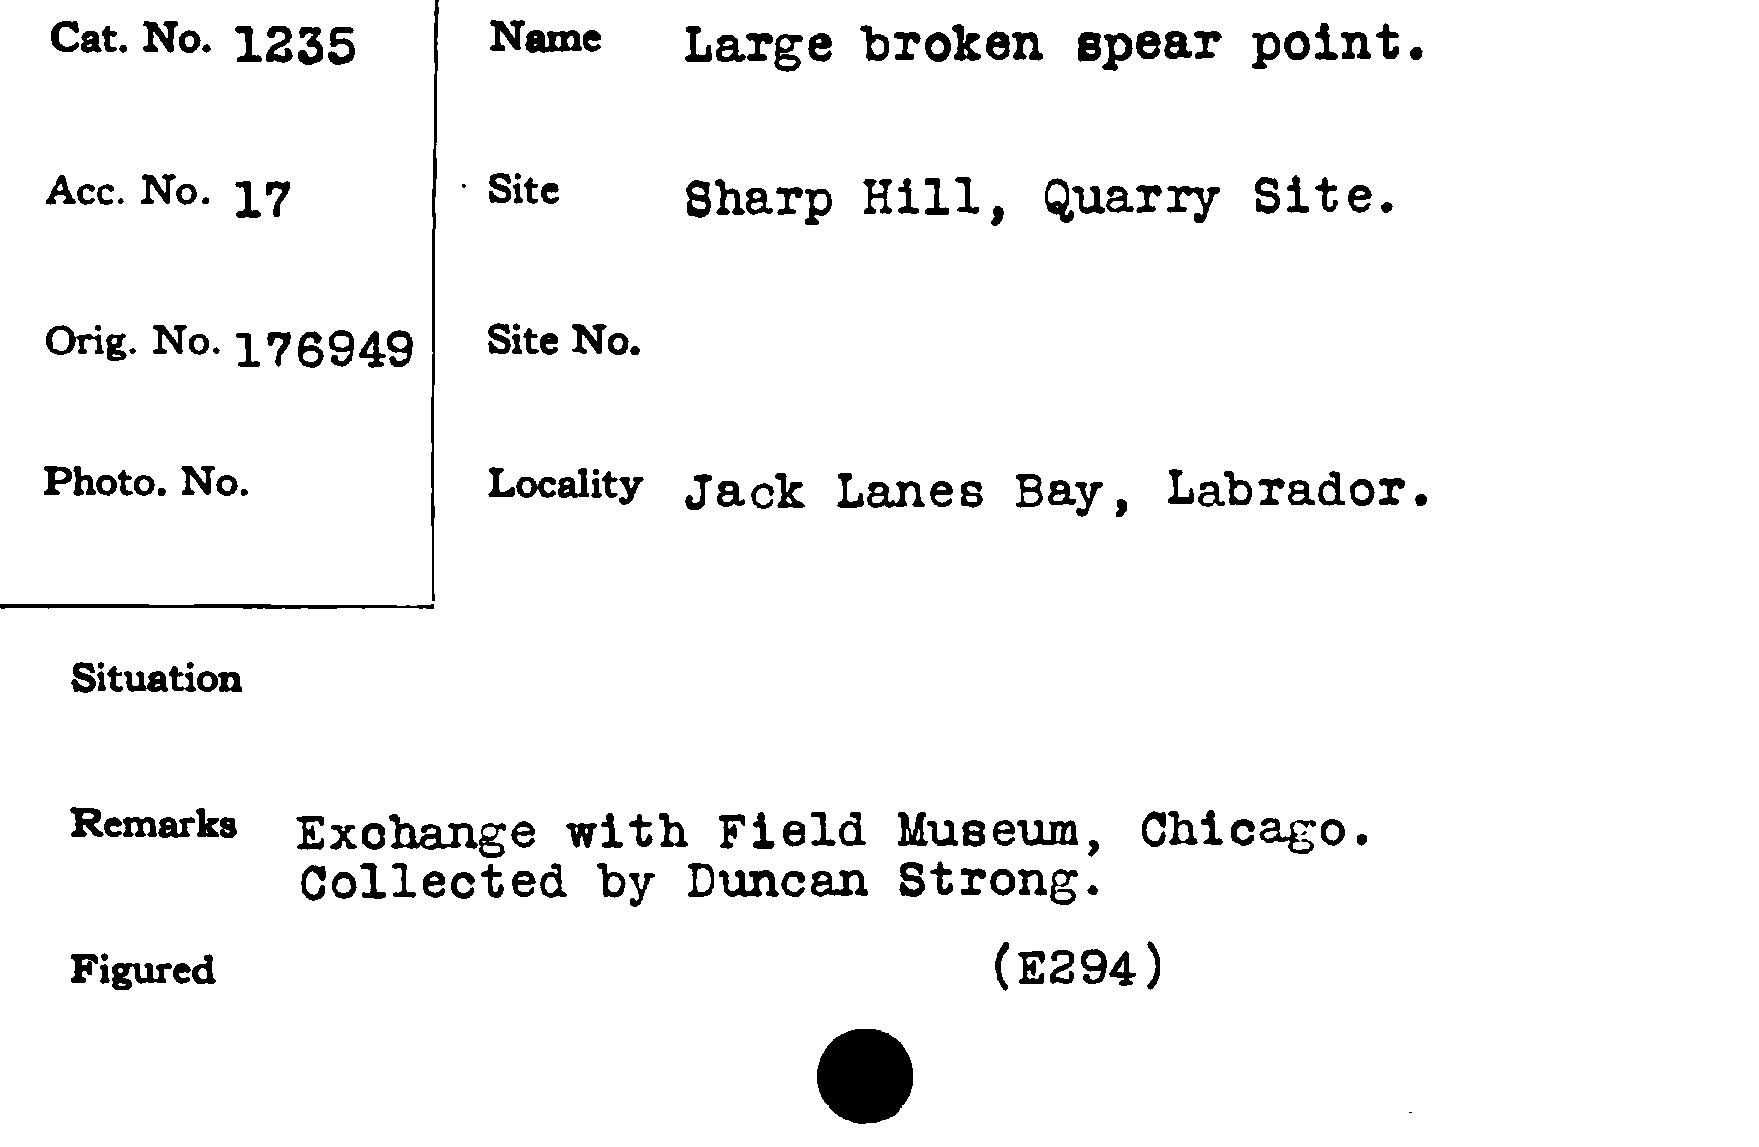 Cat. No. 1235
Acc. No. 17
Orig. No. 176949
Photo. No.
Name Large broken spear point.
Site Sharp Hill, Quarry Site.
Site No.
Locality Jack Lanes Bay, Labrador.
Situation
Remarks Exchange with Field Museum, Chicago.
Collected by Duncan Strong.
Figured (E294)